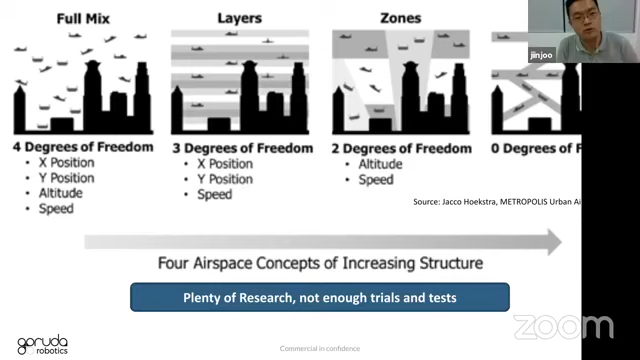 Full Mix
Layers
Zones
jinjoo
4 Degrees of Freedom
• X Position
• Y Position
• Altitude
• Speed
3 Degrees of Freedom
• X Position
• Y Position
• Speed
2 Degrees of Freedom
• Altitude
• Speed
0 Degrees of F
Source: Jacco Hoekstra, METROPOLIS Urban Ai
Four Airspace Concepts of Increasing Structure
Plenty of Research, not enough trials and tests
garuda
robotics
Commercial in confidence
zoom